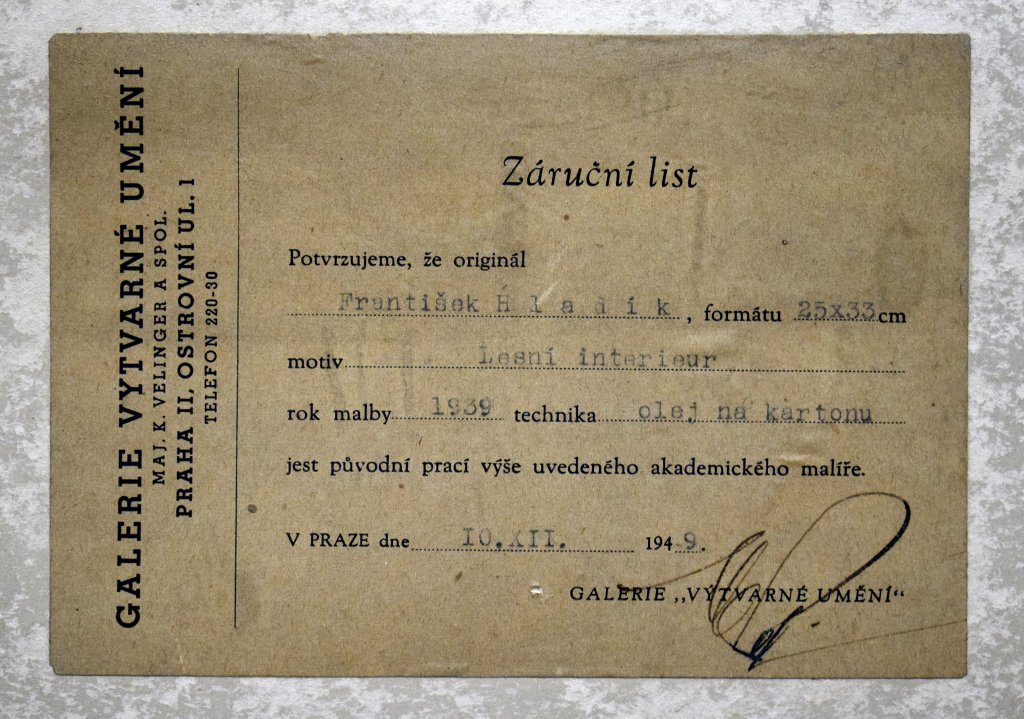 GALERIE VÝTVARNÉ UMĚNÍ
MAJ. K. VELINGER A SPOL.
PRAHA II, OSTROVNÍ UL. 1
TELEFON 220-30
Záruční list
Potvrzujeme, že originál
František H l a d í k , formátu 25x33 cm
motiv Lesní interieur
rok malby 1939 technika olej na kartonu
jest původní prací výše uvedeného akademického malíře.
V PRAZE dne 10.XII. 1949.
GALERIE „VÝTVARNÉ UMĚNÍ“